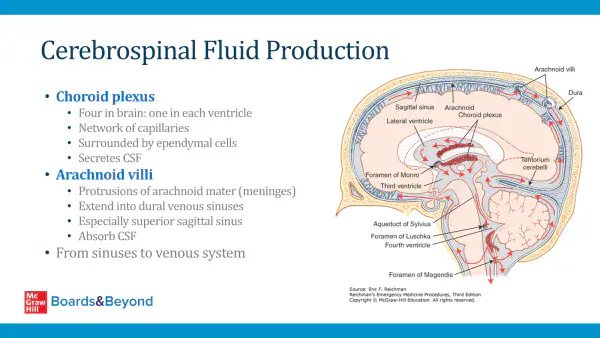 Cerebrospinal Fluid Production
• Choroid plexus
• Four in brain: one in each ventricle
• Network of capillaries
• Surrounded by ependymal cells
• Secretes CSF
• Arachnoid villi
• Protrusions of arachnoid mater (meninges)
• Extend into dural venous sinuses
• Especially superior sagittal sinus
• Absorb CSF
• From sinuses to venous system
Arachnoid villi
Dura
Sagittal sinus
Arachnoid
Choroid plexus
Lateral ventricle
Tentorium
cerebelli
Foramen of Monro
Third ventricle
Aqueduct of Sylvius
Foramen of Luschka
Fourth ventricle
Foramen of Magendie
Source: Eric F. Reichman
Reichman's Emergency Medicine Procedures, Third Edition
Copyright © McGraw-Hill Education. All rights reserved.
Mc
Graw
Hill
Boards&Beyond